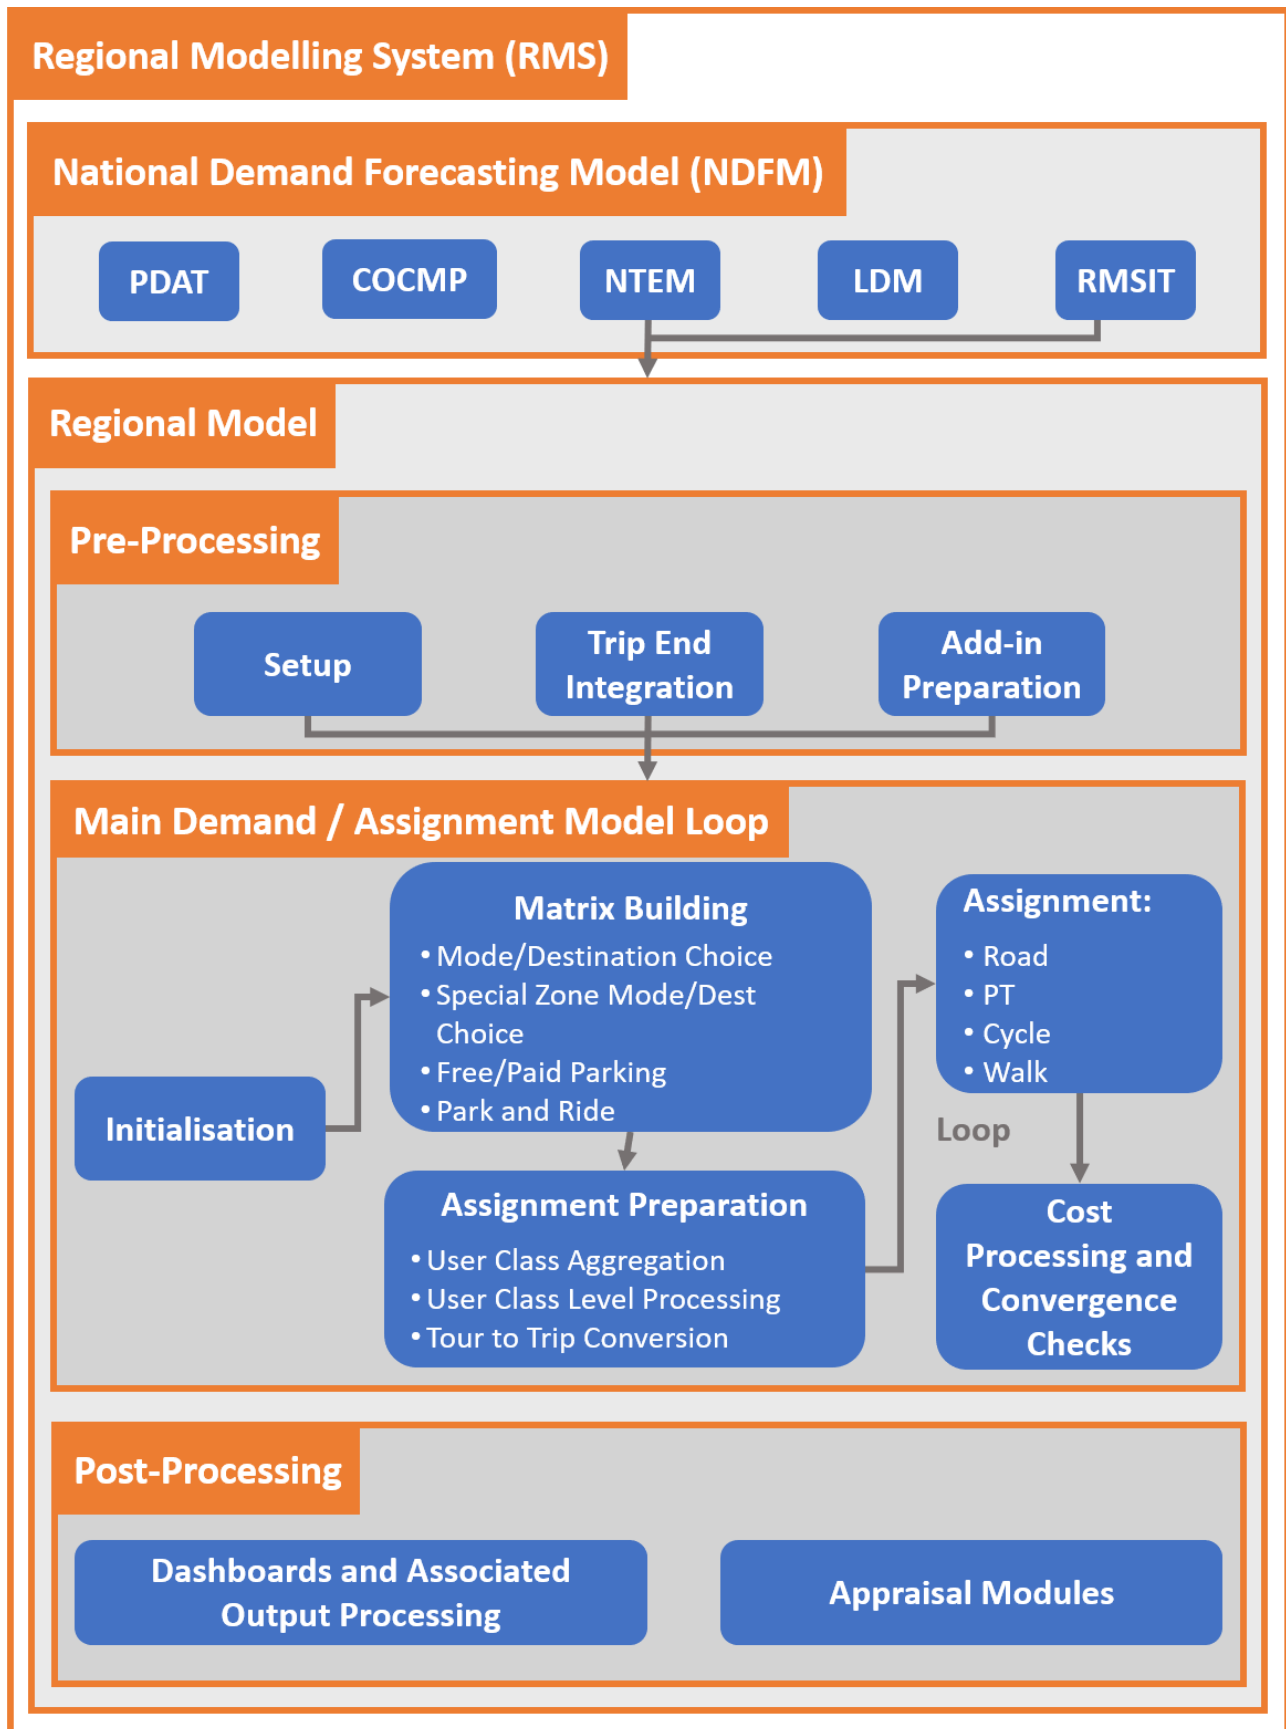 Regional Modelling System (RMS)
National Demand Forecasting Model (NDFM)
PDAT
COCMP
NTEM
LDM
RMSIT
Regional Model
Pre-Processing
Setup
Trip End
Integration
Add-in
Preparation
Main Demand / Assignment Model Loop
Initialisation
Matrix Building
• Mode/Destination Choice
• Special Zone Mode/Dest
Choice
• Free/Paid Parking
• Park and Ride
Assignment Preparation
• User Class Aggregation
• User Class Level Processing
• Tour to Trip Conversion
Assignment:
• Road
• PT
• Cycle
• Walk
Loop
Cost
Processing and
Convergence
Checks
Post-Processing
Dashboards and Associated
Output Processing
Appraisal Modules